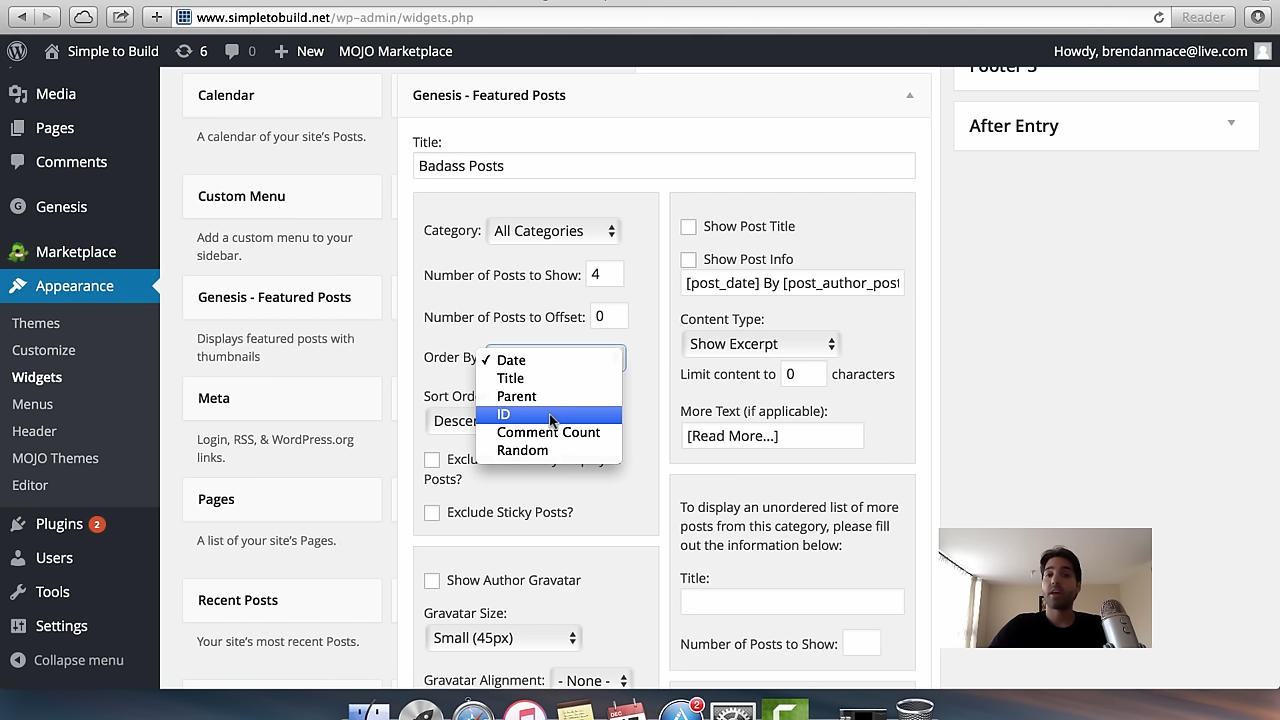 www.simpletobuild.net/wp-admin/widgets.php
Reader
Simple to Build
6
0
New
MOJO Marketplace
Howdy, brendanmace@live.com
Media
Pages
Comments
Genesis
Marketplace
Appearance
Themes
Customize
Widgets
Menus
Header
MOJO Themes
Editor
Plugins 2
Users
Tools
Settings
Collapse menu
Calendar
A calendar of your site's Posts.
Custom Menu
Add a custom menu to your
sidebar.
Genesis - Featured Posts
Displays featured posts with
thumbnails
Meta
Login, RSS, & WordPress.org
links.
Pages
A list of your site's Pages.
Recent Posts
Your site's most recent Posts.
Genesis - Featured Posts
Title:
Badass Posts
Category: All Categories
Number of Posts to Show: 4
Number of Posts to Offset: 0
Order By
✓ Date
Title
Parent
ID
Comment Count
Random
Sort Ord
Descen
Exclu
Posts?
Exclude Sticky Posts?
Show Author Gravatar
Gravatar Size:
Small (45px)
Gravatar Alignment: - None -
Show Post Title
Show Post Info
[post_date] By [post_author_post
Content Type:
Show Excerpt
Limit content to 0 characters
More Text (if applicable):
[Read More...]
To display an unordered list of more
posts from this category, please fill
out the information below:
Title:
Number of Posts to Show:
Footer 3
After Entry
DEC
2